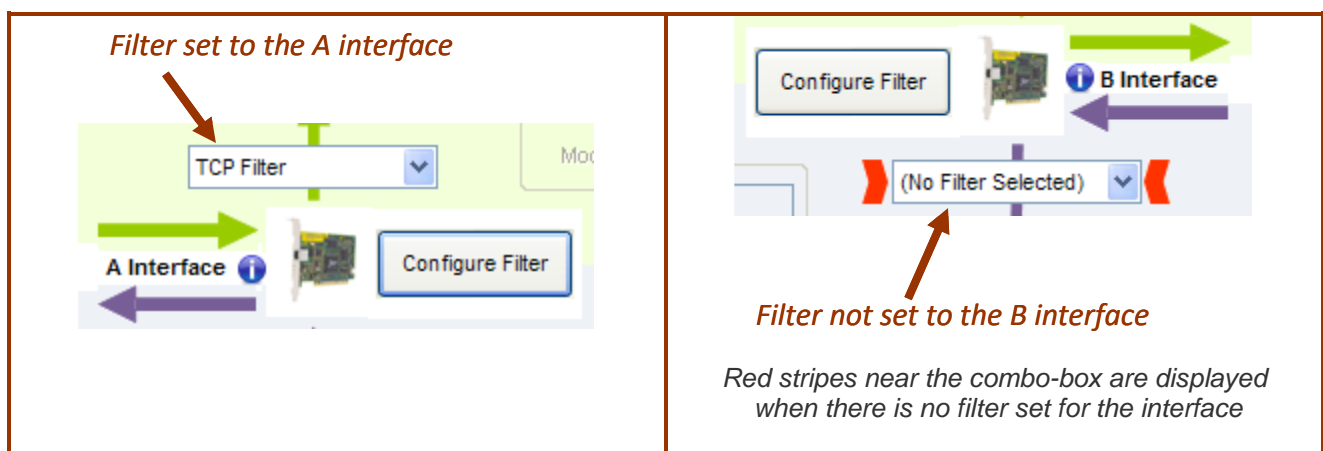 Filter set to the A interface
TCP Filter
Configure Filter
A Interface
Configure Filter
B Interface
(No Filter Selected)
Filter not set to the B interface
Red stripes near the combo-box are displayed
when there is no filter set for the interface